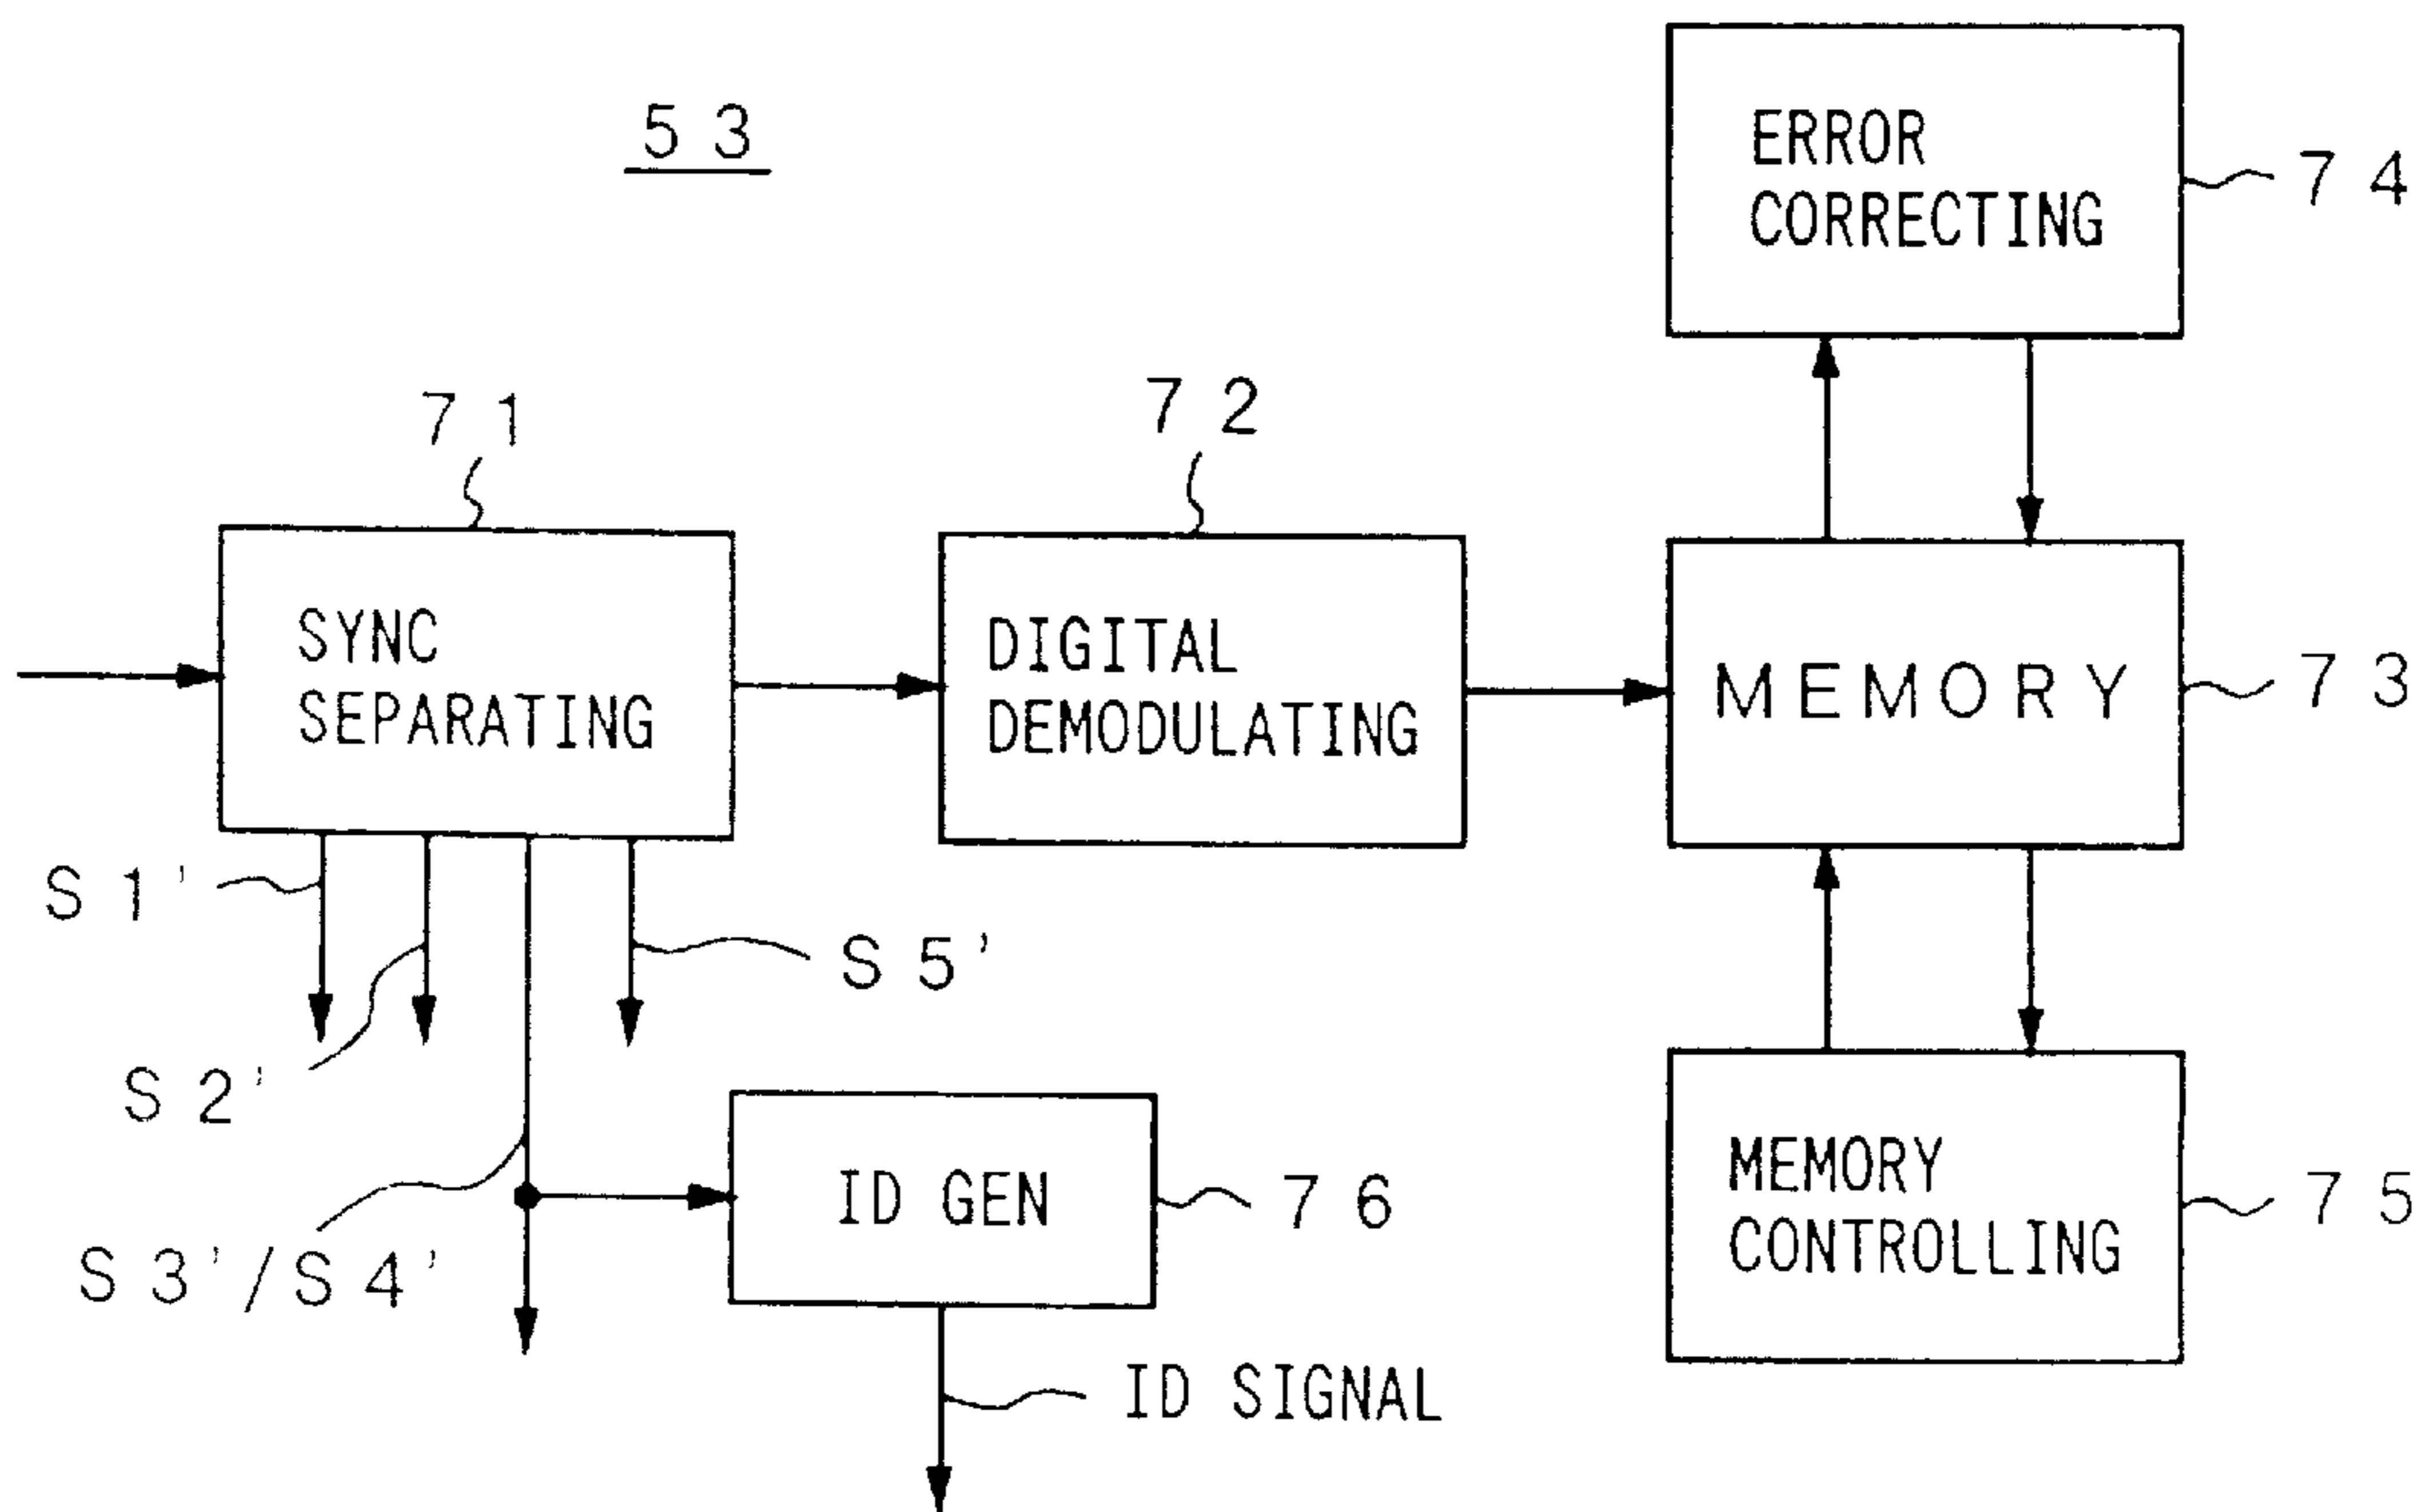 53
ERROR
CORRECTING
74
71
72
SYNC
SEPARATING
DIGITAL
DEMODULATING
MEMORY
73
S1'
S2'
S5'
S3'/S4'
ID GEN
76
MEMORY
CONTROLLING
75
ID SIGNAL